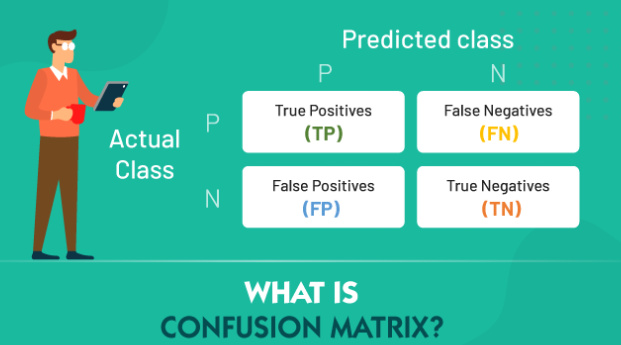 Predicted class
P N
Actual
Class
P
True Positives
(TP)
False Negatives
(FN)
N
False Positives
(FP)
True Negatives
(TN)
WHAT IS
CONFUSION MATRIX?